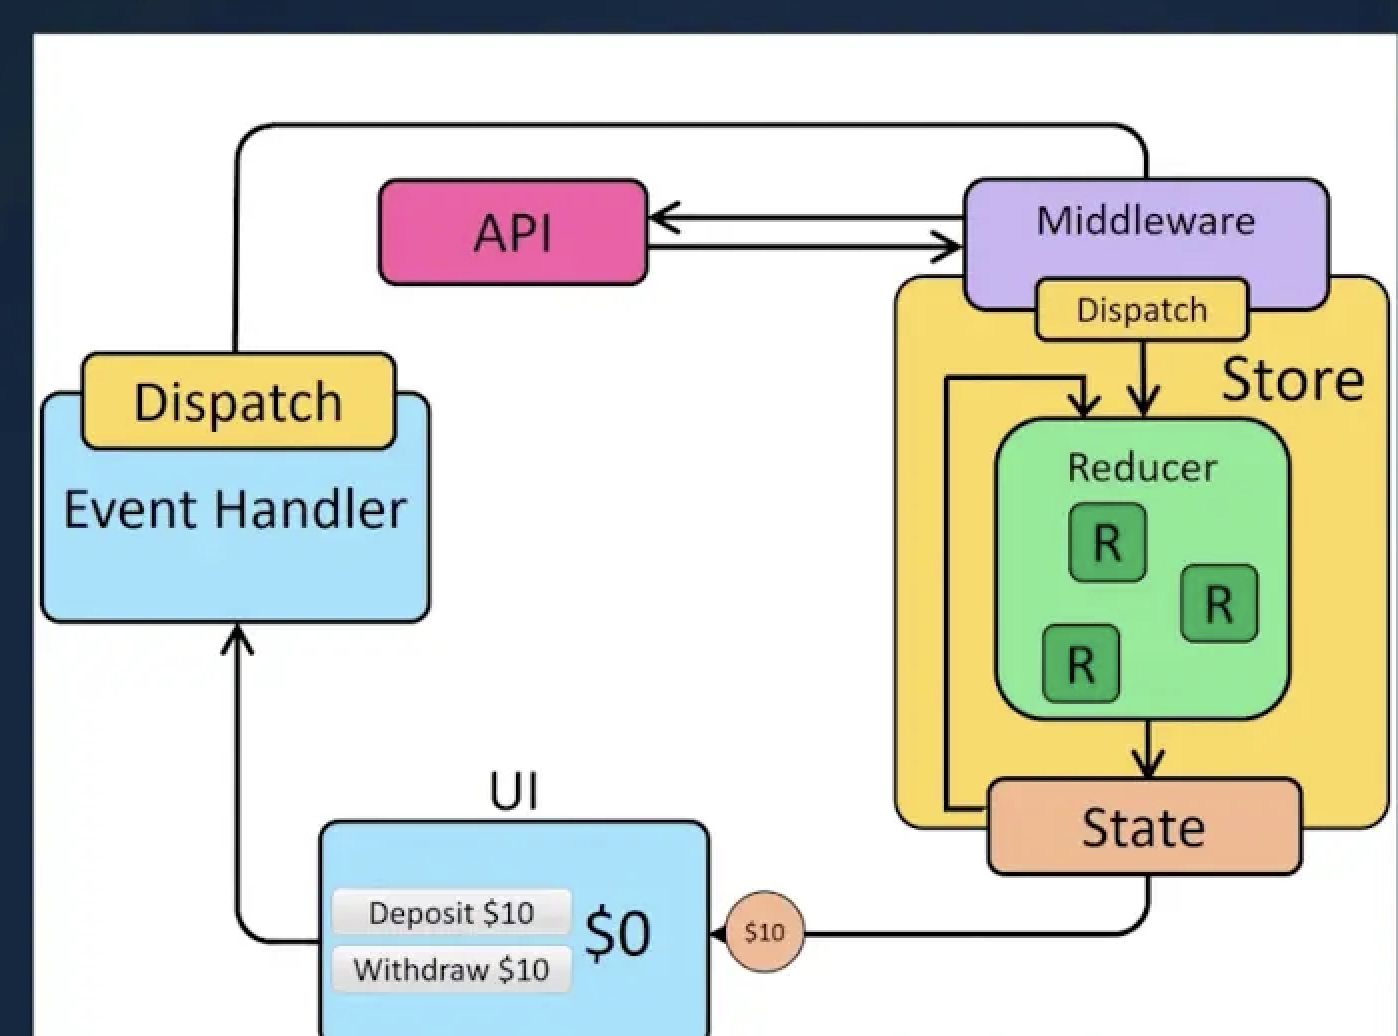 API
Middleware
Dispatch
Store
Dispatch
Event Handler
Reducer
R
R
R
UI
State
Deposit $10
$0
$10
Withdraw $10